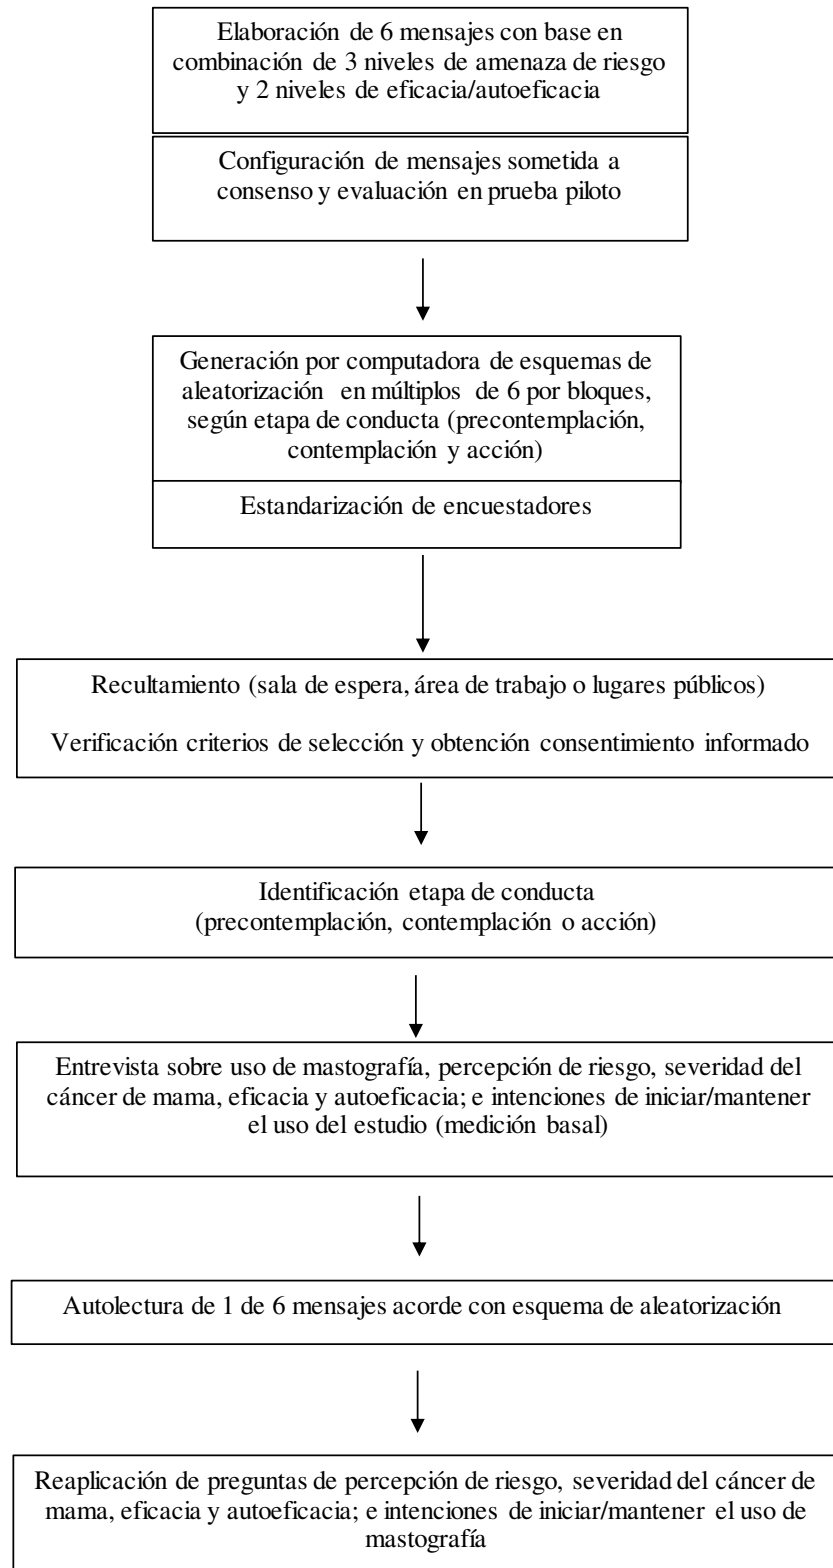 Elaboración de 6 mensajes con base en
combinación de 3 niveles de amenaza de riesgo
y 2 niveles de eficacia/autoeficacia
Configuración de mensajes sometida a
consenso y evaluación en prueba piloto
Generación por computadora de esquemas de
aleatorización en múltiplos de 6 por bloques,
según etapa de conducta (precontemplación,
contemplación y acción)
Estandarización de encuestadores
Recultamiento (sala de espera, área de trabajo o lugares públicos)
Verificación criterios de selección y obtención consentimiento informado
Identificación etapa de conducta
(precontemplación, contemplación o acción)
Entrevista sobre uso de mastografía, percepción de riesgo, severidad del
cáncer de mama, eficacia y autoeficacia; e intenciones de iniciar/mantener
el uso del estudio (medición basal)
Autolectura de 1 de 6 mensajes acorde con esquema de aleatorización
Reaplicación de preguntas de percepción de riesgo, severidad del cáncer de
mama, eficacia y autoeficacia; e intenciones de iniciar/mantener el uso de
mastografía